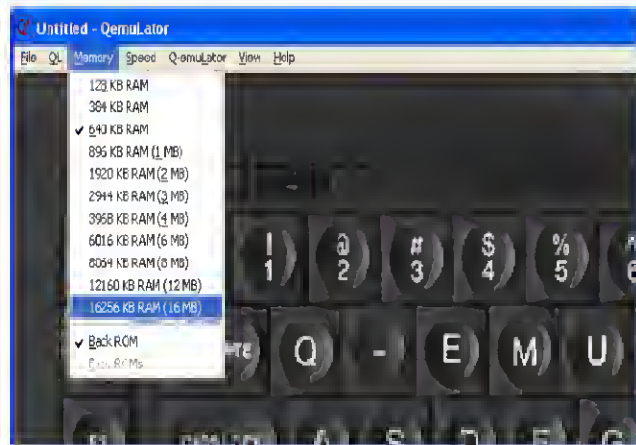 Untitled - QemuLator
File QL Memory Speed Q-emuLator View Help
128 KB RAM
384 KB RAM
640 KB RAM
896 KB RAM (1 MB)
1920 KB RAM (2 MB)
2944 KB RAM (3 MB)
3968 KB RAM (4 MB)
6016 KB RAM (6 MB)
8064 KB RAM (8 MB)
12160 KB RAM (12 MB)
16256 KB RAM (16 MB)
Back ROM
! @ # $ %
1 2 3 4 5
Q - E M U
A S D F G